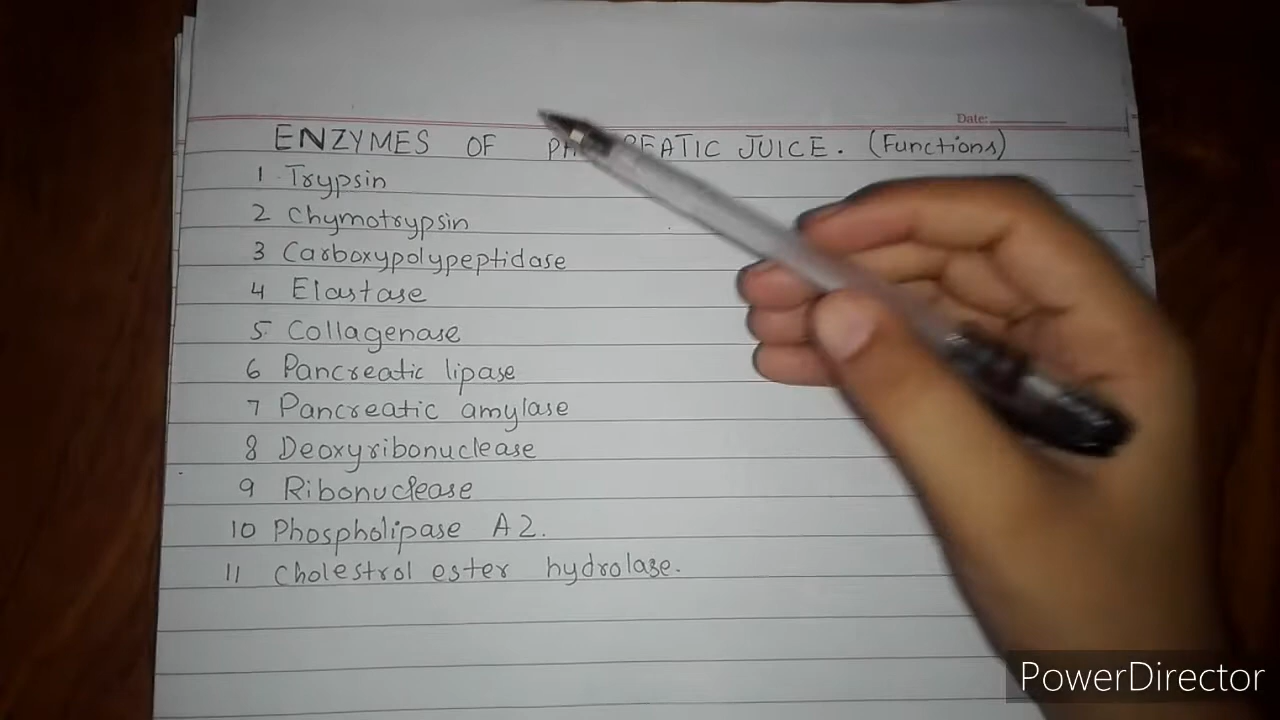 Date:
ENZYMES OF JUICE. (Functions)
1 Trypsin
2 Chymotrypsin
3 Carboxypolypeptidase
4 Elastase
5 Collagenase
6 Pancreatic lipase
7 Pancreatic amylase
8 Deoxyribonuclease
9 Ribonuclease
10 Phospholipase A2.
11 Cholestrol ester hydrolase.
PowerDirector